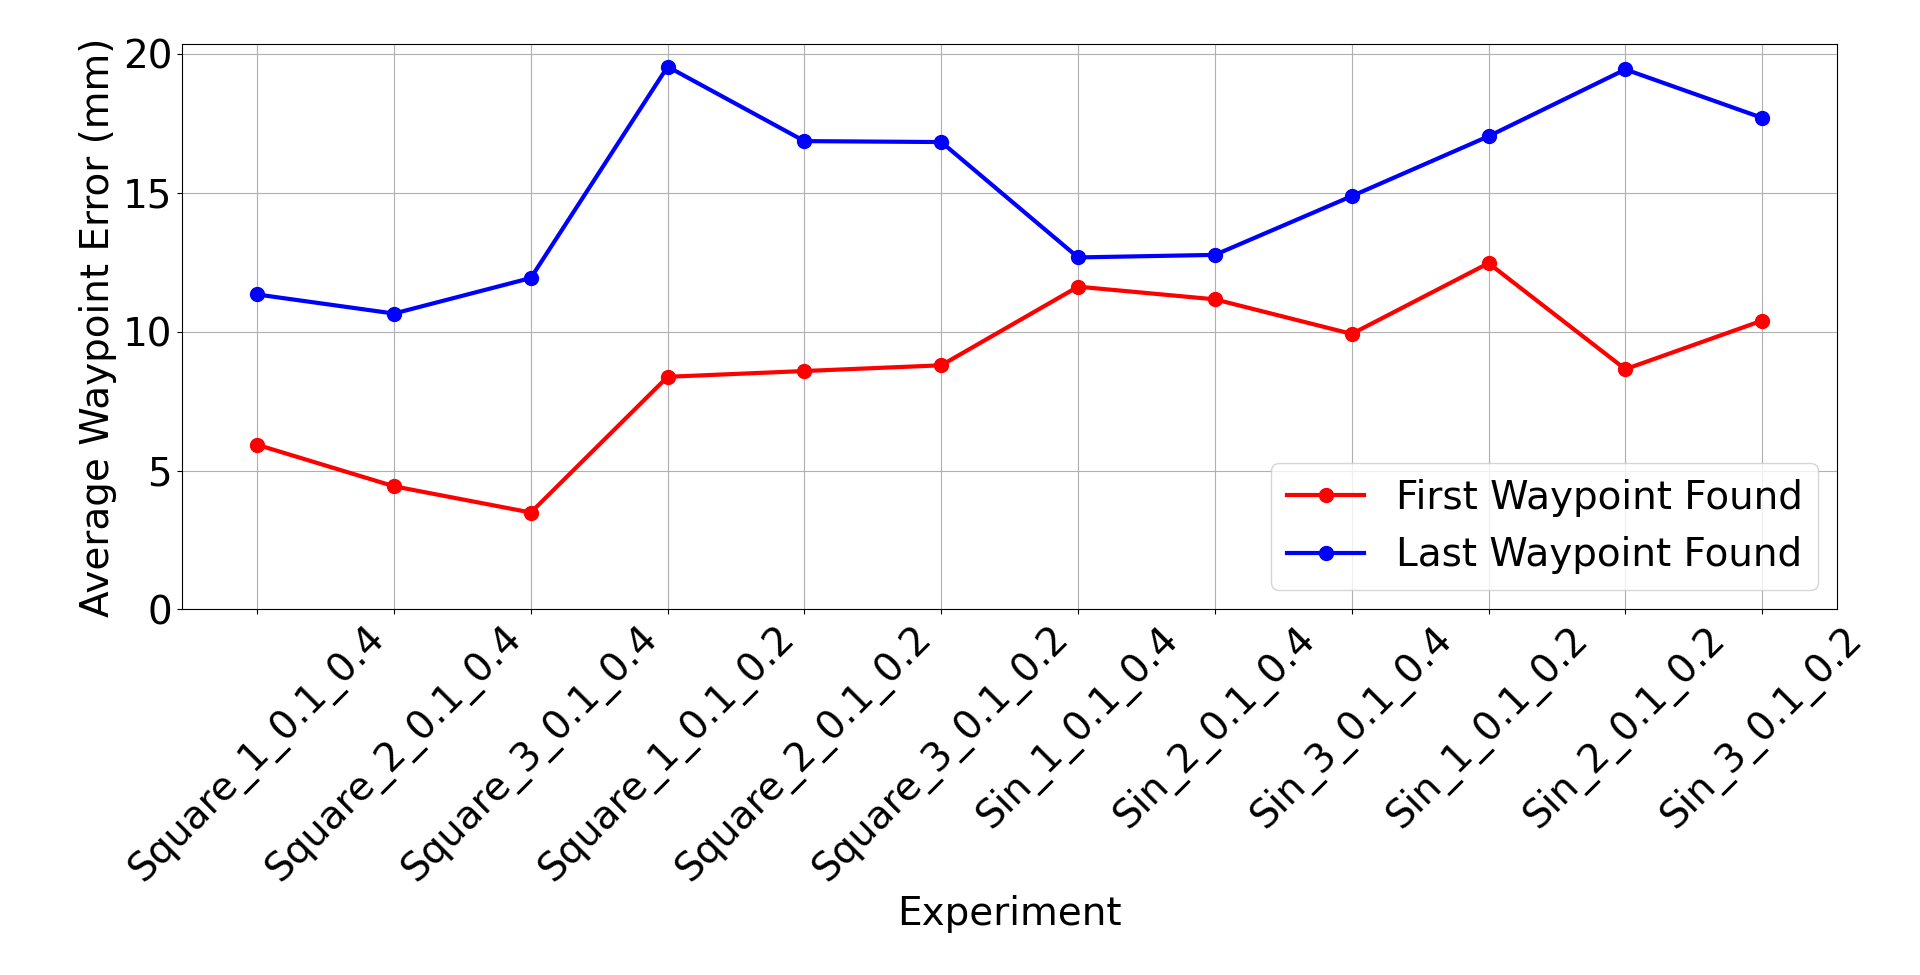 Average Waypoint Error (mm)
20
15
10
5
0
First Waypoint Found
Last Waypoint Found
Square_1_0.1_0.4
Square_2_0.1_0.4
Square_3_0.1_0.4
Square_1_0.1_0.2
Square_2_0.1_0.2
Square_3_0.1_0.2
Sin_1_0.1_0.4
Sin_2_0.1_0.4
Sin_3_0.1_0.4
Sin_1_0.1_0.2
Sin_2_0.1_0.2
Sin_3_0.1_0.2
Experiment